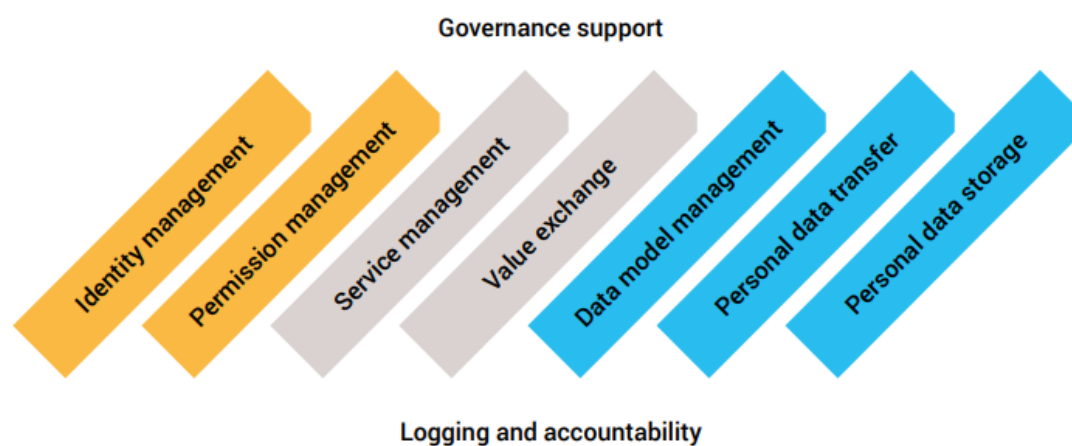 Governance support
Identity management
Permission management
Service management
Value exchange
Data model management
Personal data transfer
Personal data storage
Logging and accountability